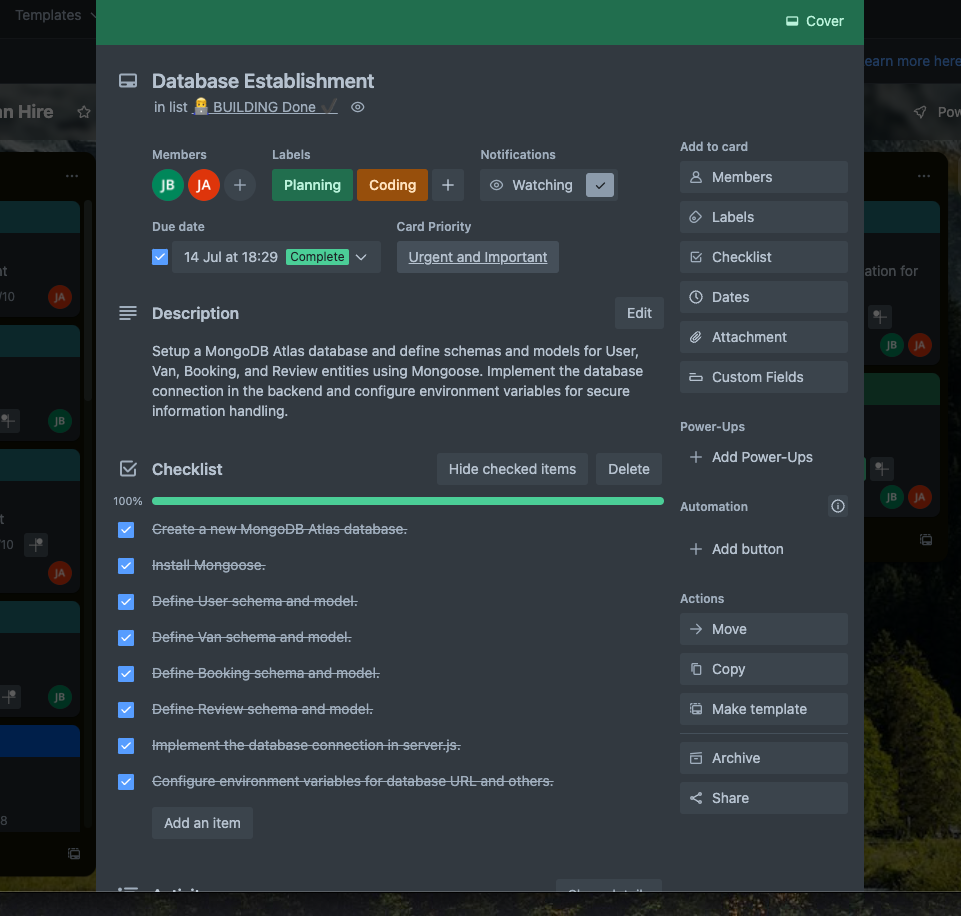 Templates
Cover
Learn more here
an Hire
Pow
Database Establishment
in list 👨‍💻 BUILDING Done ✔️
Members
Labels
Notifications
JB
JA
Planning
Coding
Watching
Due date
Card Priority
14 Jul at 18:29 Complete
Urgent and Important
Description
Edit
Setup a MongoDB Atlas database and define schemas and models for User,
Van, Booking, and Review entities using Mongoose. Implement the database
connection in the backend and configure environment variables for secure
information handling.
Checklist
Hide checked items
Delete
100%
Create a new MongoDB Atlas database.
Install Mongoose.
Define User schema and model.
Define Van schema and model.
Define Booking schema and model.
Define Review schema and model.
Implement the database connection in server.js.
Configure environment variables for database URL and others.
Add an item
Add to card
Members
Labels
Checklist
Dates
Attachment
Custom Fields
Power-Ups
Add Power-Ups
Automation
Add button
Actions
Move
Copy
Make template
Archive
Share
t
/10
JA
JB
t
/10
JA
JB
8
ation for
JB
JA
JB
JA